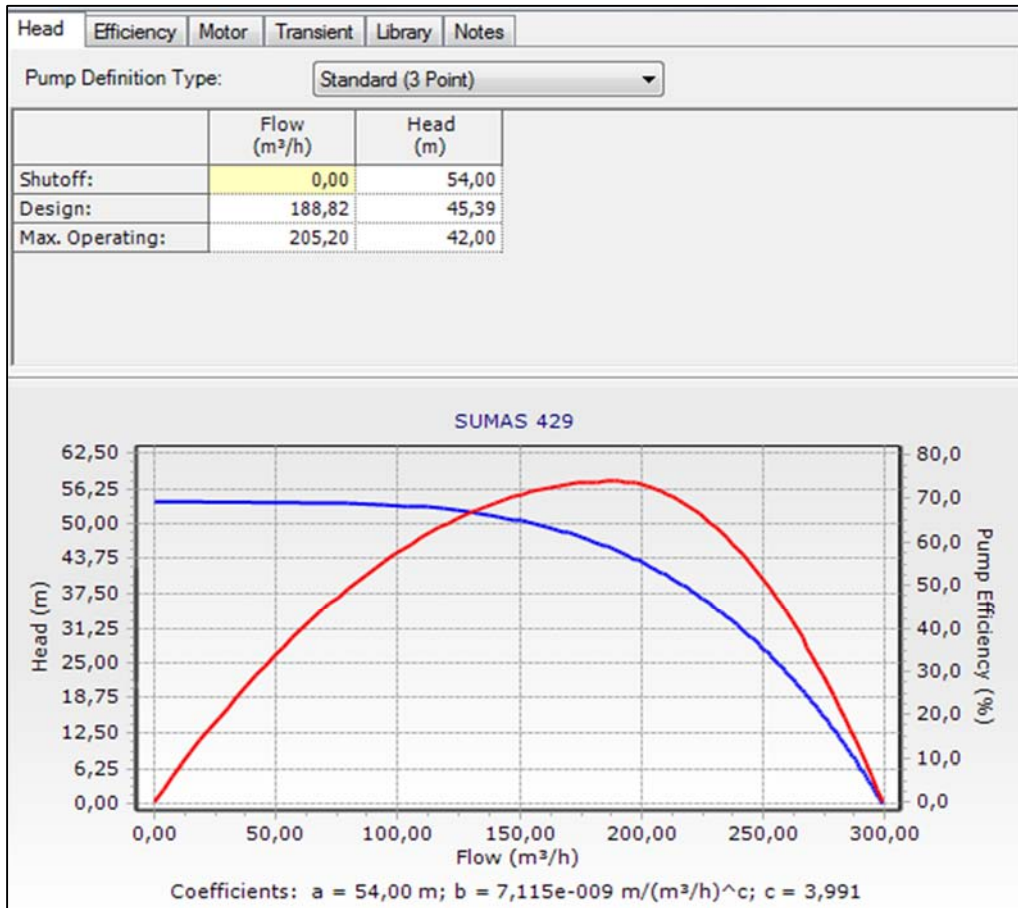 Head Efficiency Motor Transient Library Notes
Pump Definition Type: Standard (3 Point)
Flow (m³/h) Head (m)
Shutoff: 0,00 54,00
Design: 188,82 45,39
Max. Operating: 205,20 42,00
SUMAS 429
62,50 80,0
56,25 70,0
50,00 60,0
43,75 50,0
37,50 40,0
31,25 30,0
25,00 20,0
18,75 10,0
12,50 0,0
6,25
0,00
Head (m)
Pump Efficiency (%)
0,00 50,00 100,00 150,00 200,00 250,00 300,00
Flow (m³/h)
Coefficients: a = 54,00 m; b = 7,115e-009 m/(m³/h)^c; c = 3,991